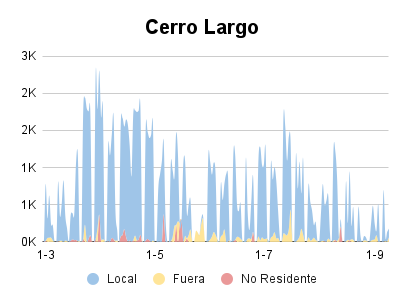 Cerro Largo
3K
2K
2K
1K
1K
0K
1-3
1-5
1-7
1-9
Local
Fuera
No Residente